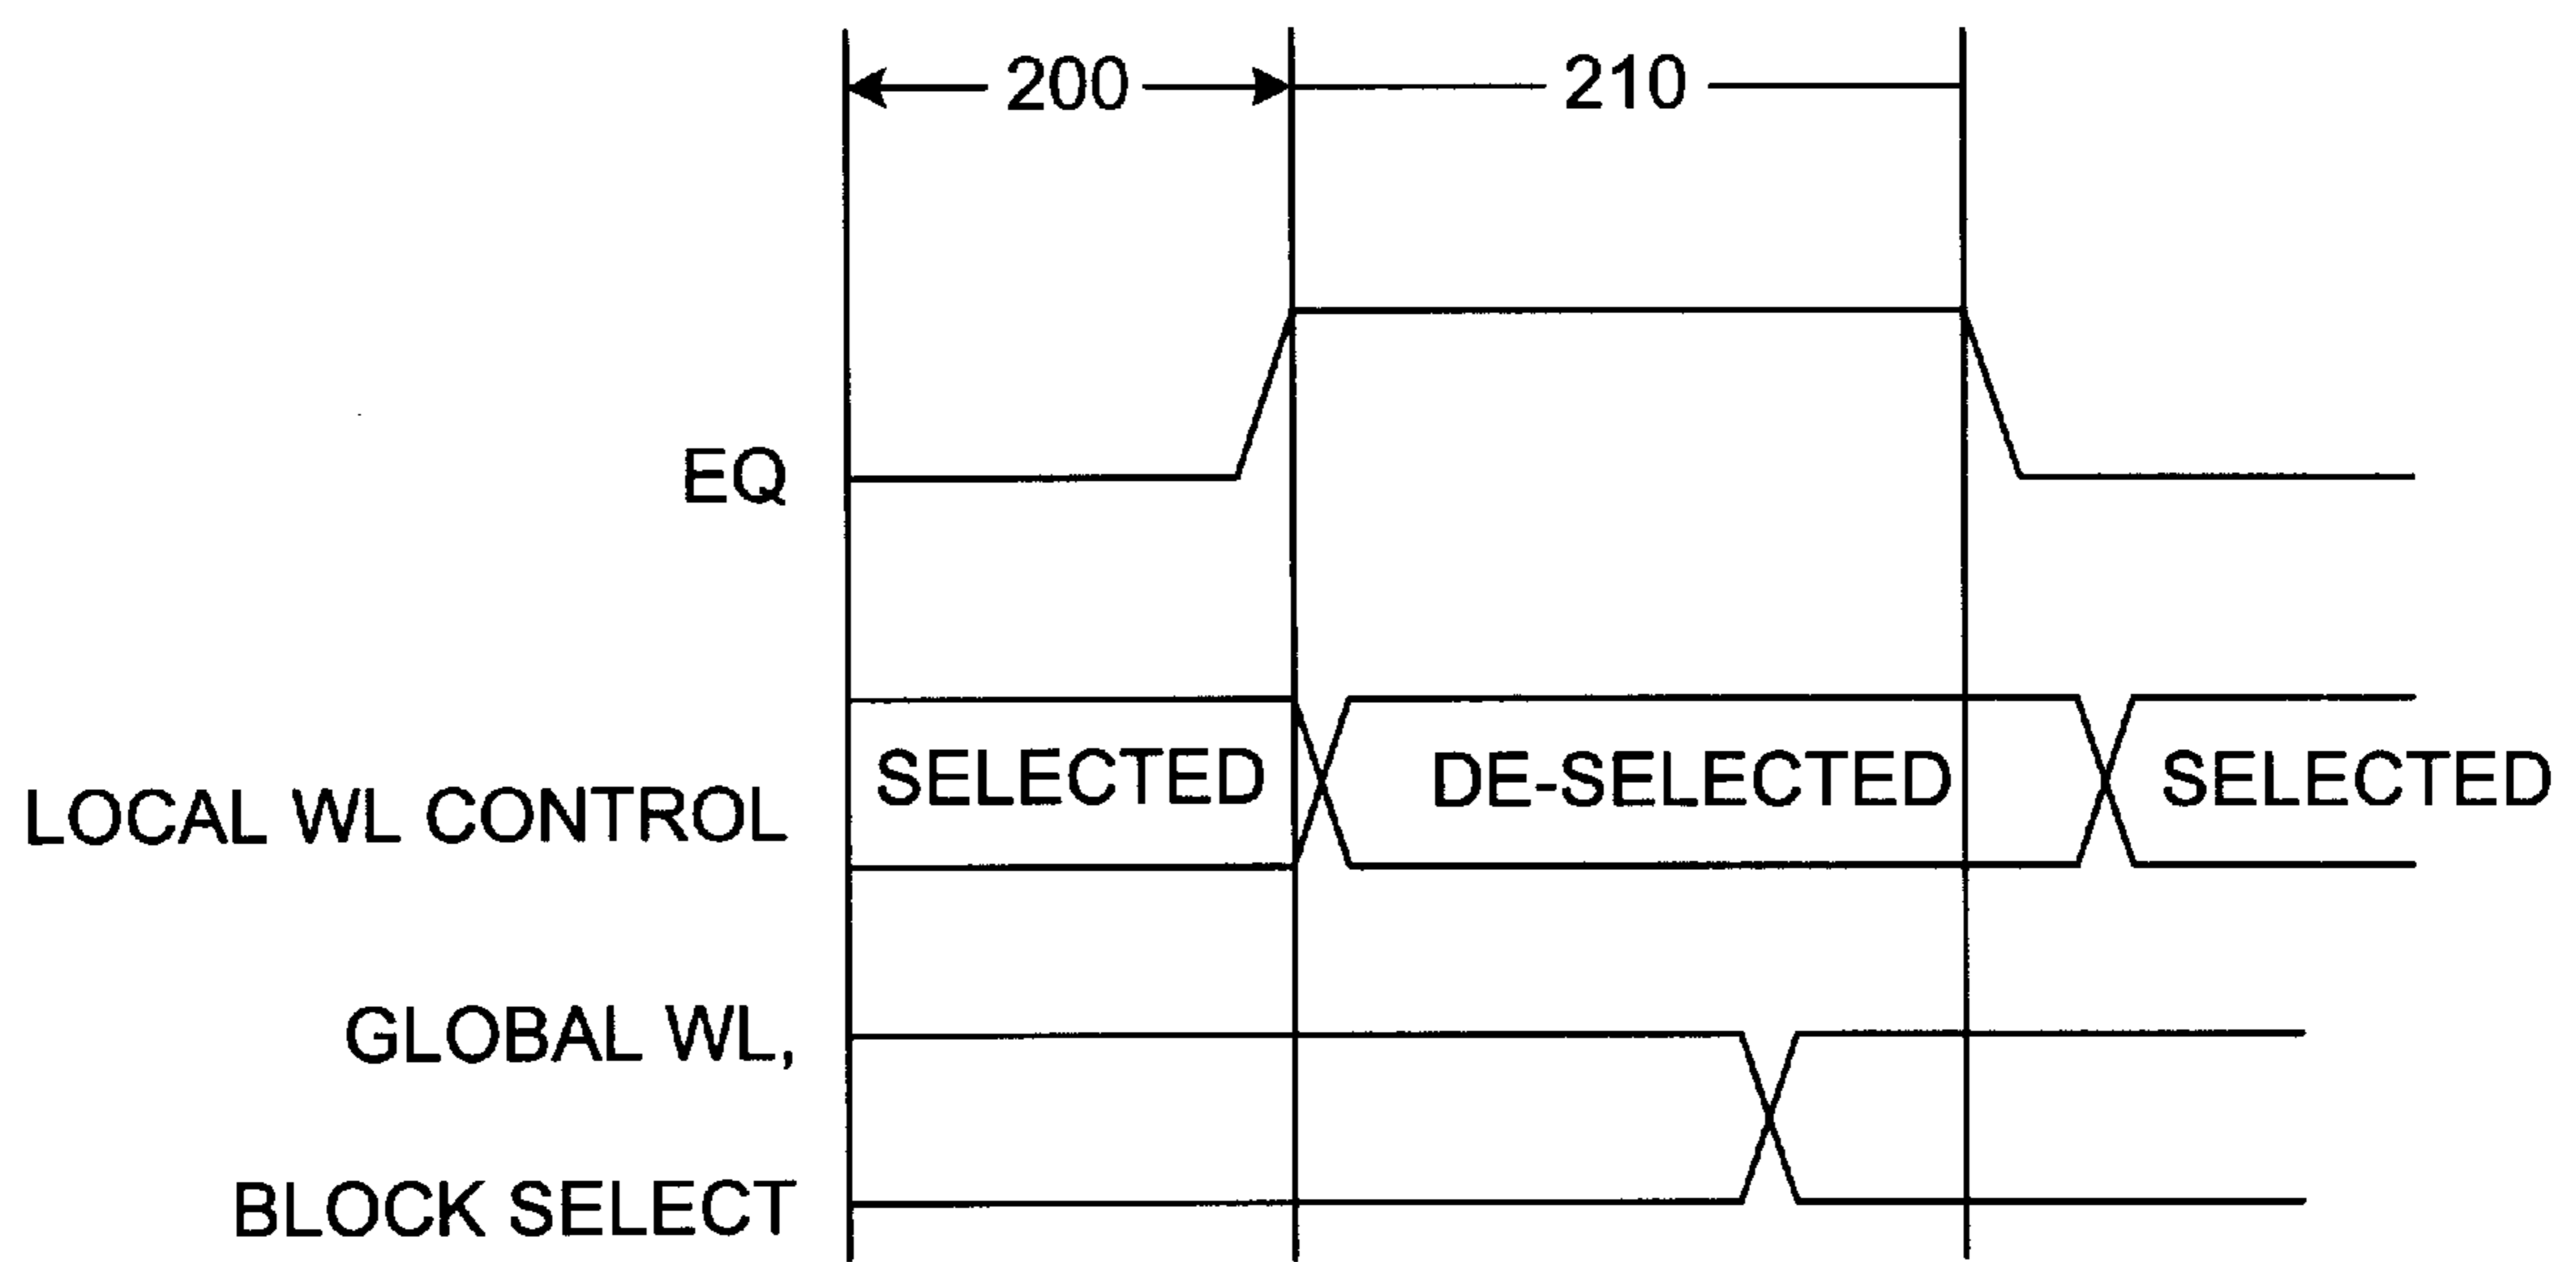 200 210
EQ
SELECTED DE-SELECTED SELECTED
LOCAL WL CONTROL
GLOBAL WL,
BLOCK SELECT